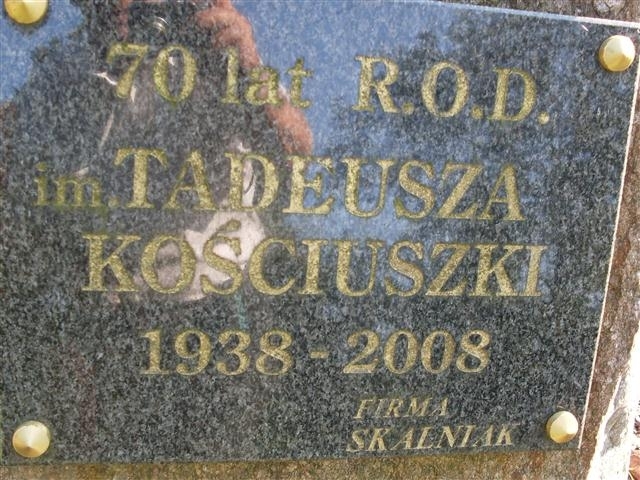 70 lat R.O.D.
im. TADEUSZA
KOŚCIUSZKI
1938 - 2008
FIRMA
SKALNIAK